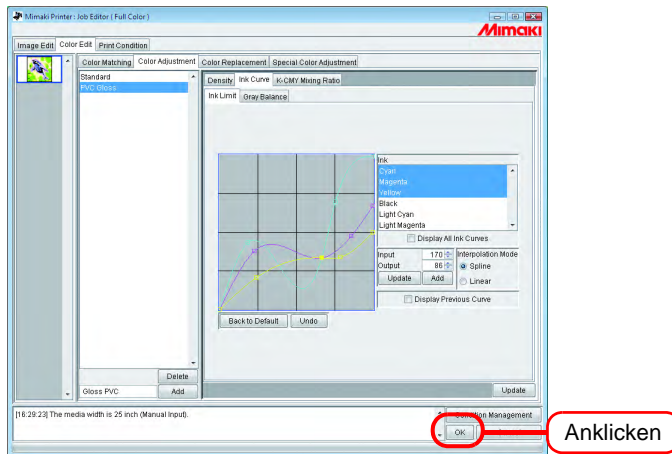 Mimaki Printer : Job Editor ( Full Color )
Mimaki
Image Edit Color Edit Print Condition
Color Matching Color Adjustment Color Replacement Special Color Adjustment
Standard
PVC Gloss
Density Ink Curve K-CMY Mixing Ratio
Ink Limit Gray Balance
Ink
Cyan
Magenta
Yellow
Black
Light Cyan
Light Magenta
Display All Ink Curves
Input 170 Interpolation Mode
Output 86 Spline
Update Add Linear
Display Previous Curve
Back to Default Undo
Delete
Gloss PVC Add
Update
[16:29:23] The media width is 25 inch (Manual Input).
Management
OK
Anklicken